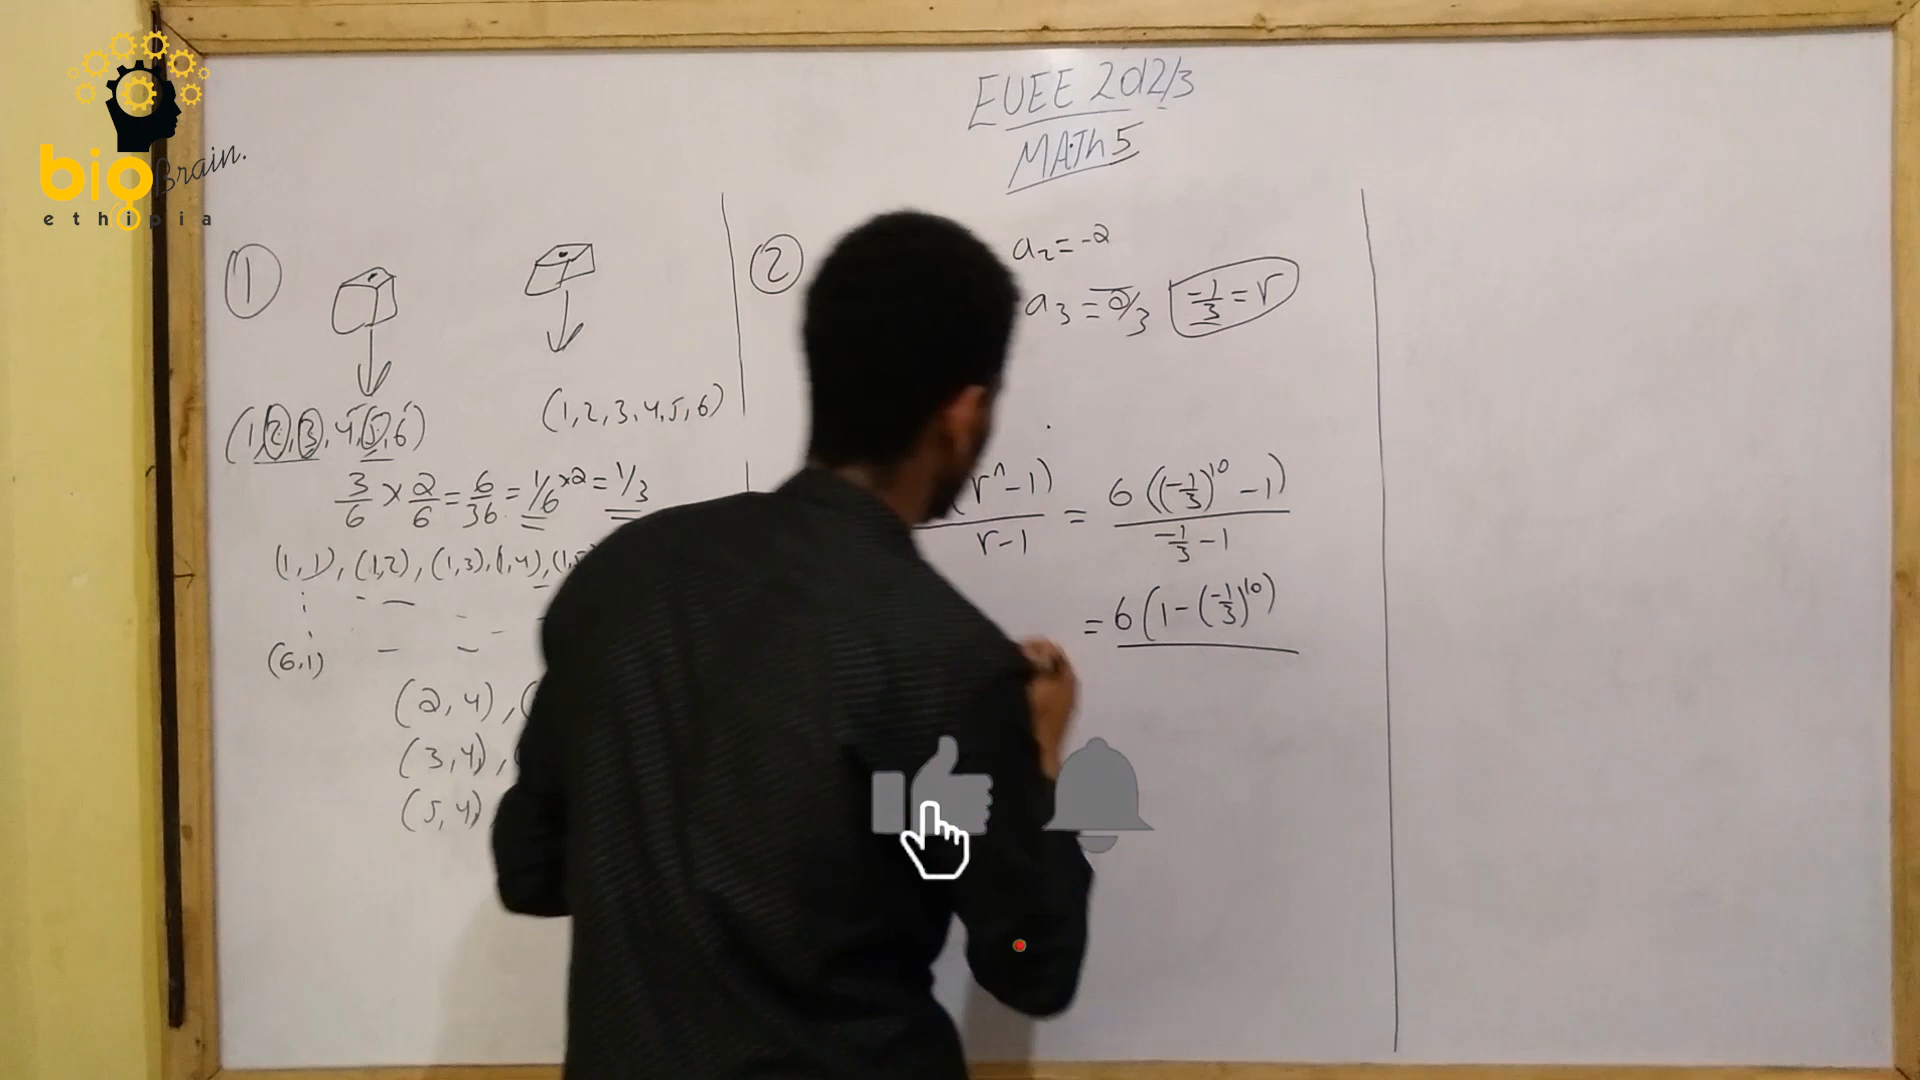 big Brain.
ethiopia
EUEE 2012/3
MATh 5
1
(1,2,3,4,5,6)
(1,2,3,4,5,6)
3/6 × 2/6 = 6/36 = 1/6 ×2 = 1/3
(1,1), (1,2), (1,3), (1,4),
(6,1)
(2,4),
(3,4),
(5,4)
2
a2 = -2
a3 = 2/3
-1/3 = r
(r^n - 1) / r - 1 = 6((-1/3)^10 - 1) / -1/3 - 1
= 6(1 - (-1/3)^10)